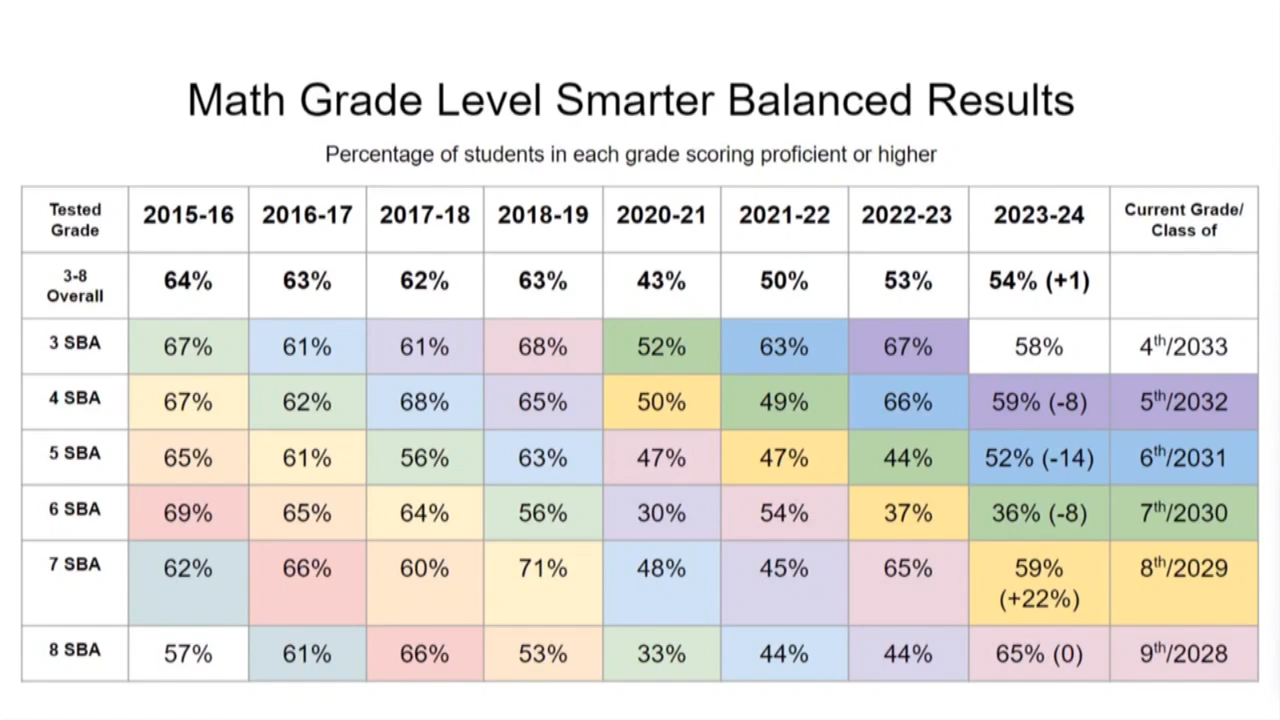 Math Grade Level Smarter Balanced Results
Percentage of students in each grade scoring proficient or higher
Tested Grade 2015-16 2016-17 2017-18 2018-19 2020-21 2021-22 2022-23 2023-24 Current Grade/ Class of
3-8 Overall 64% 63% 62% 63% 43% 50% 53% 54% (+1)
3 SBA 67% 61% 61% 68% 52% 63% 67% 58% 4th/2033
4 SBA 67% 62% 68% 65% 50% 49% 66% 59% (-8) 5th/2032
5 SBA 65% 61% 56% 63% 47% 47% 44% 52% (-14) 6th/2031
6 SBA 69% 65% 64% 56% 30% 54% 37% 36% (-8) 7th/2030
7 SBA 62% 66% 60% 71% 48% 45% 65% 59% (+22%) 8th/2029
8 SBA 57% 61% 66% 53% 33% 44% 44% 65% (0) 9th/2028